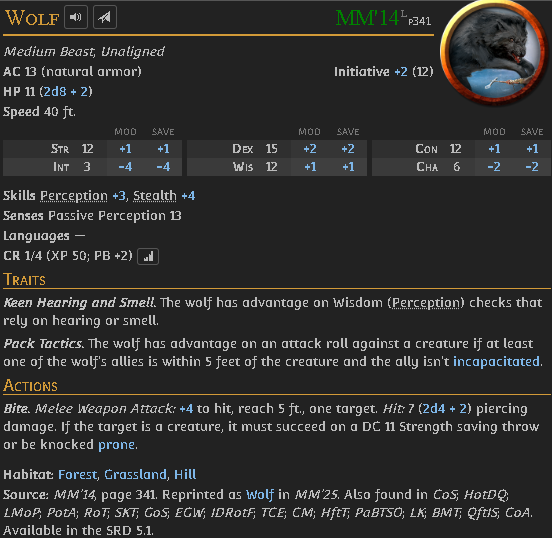 Wolf MM'14 L p341
Medium Beast, Unaligned
AC 13 (natural armor) Initiative +2 (12)
HP 11 (2d8 + 2)
Speed 40 ft.
MOD SAVE MOD SAVE MOD SAVE
Str 12 +1 +1 Dex 15 +2 +2 Con 12 +1 +1
Int 3 −4 −4 Wis 12 +1 +1 Cha 6 −2 −2
Skills Perception +3, Stealth +4
Senses Passive Perception 13
Languages —
CR 1/4 (XP 50; PB +2)
Traits
Keen Hearing and Smell. The wolf has advantage on Wisdom (Perception) checks that
rely on hearing or smell.
Pack Tactics. The wolf has advantage on an attack roll against a creature if at least
one of the wolf's allies is within 5 feet of the creature and the ally isn't incapacitated.
Actions
Bite. Melee Weapon Attack: +4 to hit, reach 5 ft., one target. Hit: 7 (2d4 + 2) piercing
damage. If the target is a creature, it must succeed on a DC 11 Strength saving throw
or be knocked prone.
Habitat: Forest, Grassland, Hill
Source: MM'14, page 341. Reprinted as Wolf in MM'25. Also found in CoS; HotDQ;
LMoP; PotA; RoT; SKT; GoS; EGW; IDRotF; TCE; CM; HftT; PaBTSO; LK; BMT; QftIS; CoA.
Available in the SRD 5.1.